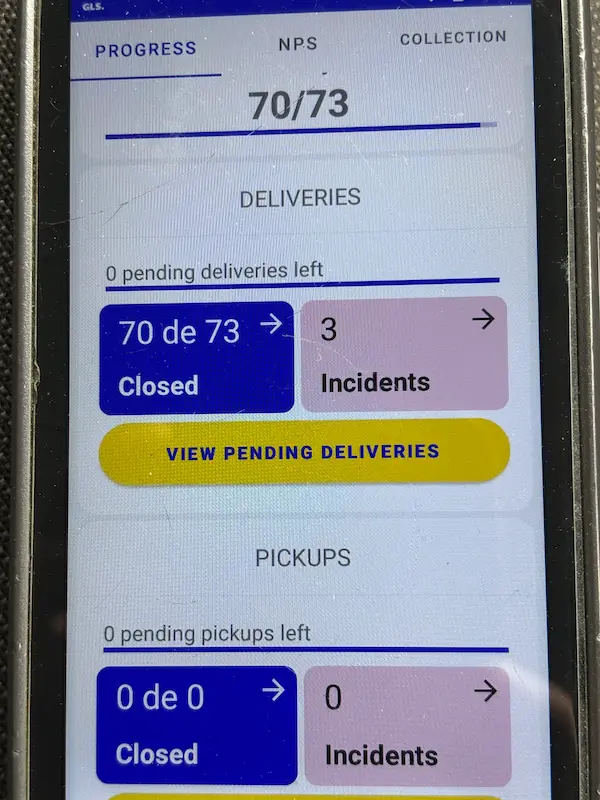 GLS.
PROGRESS
NPS
COLLECTION
70/73
DELIVERIES
0 pending deliveries left
70 de 73
Closed
3
Incidents
VIEW PENDING DELIVERIES
PICKUPS
0 pending pickups left
0 de 0
Closed
0
Incidents